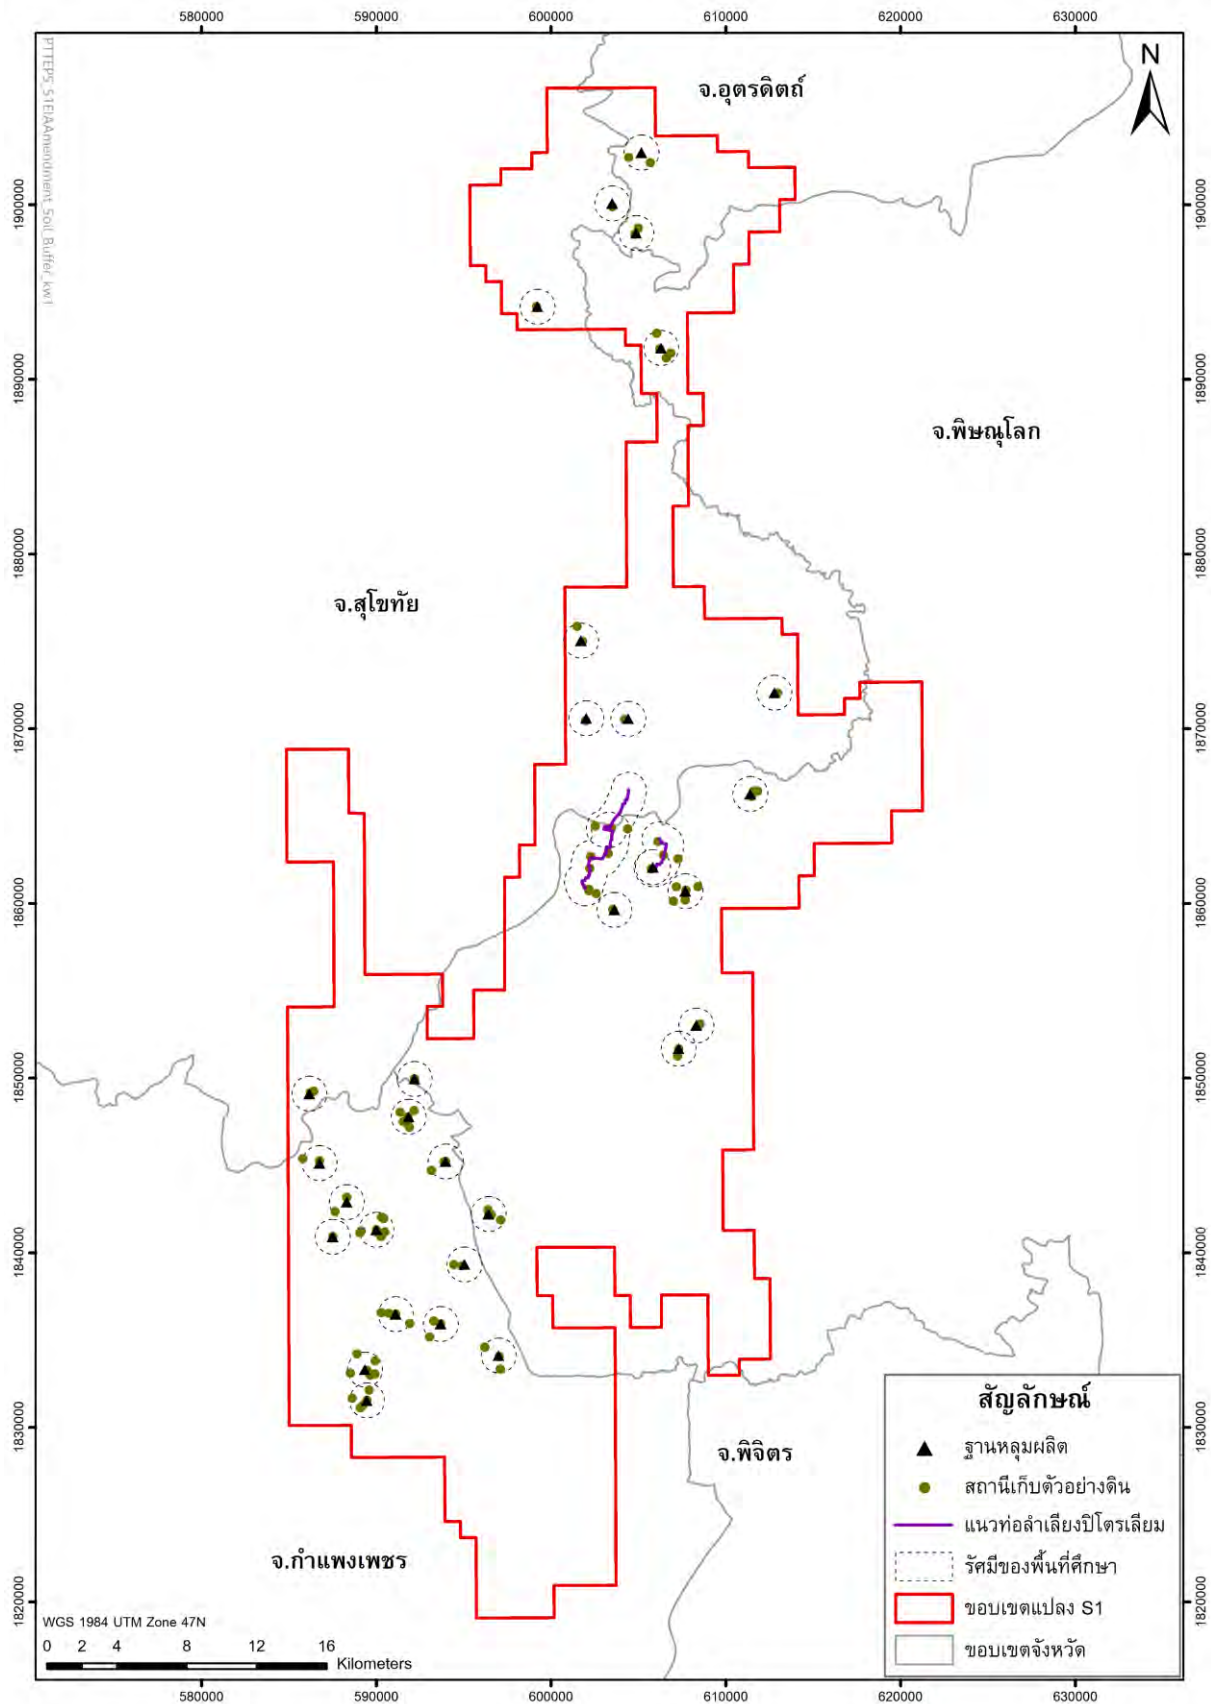 580000 590000 600000 610000 620000 630000
N
จ.อุตรดิตถ์
จ.พิษณุโลก
จ.สุโขทัย
จ.พิจิตร
จ.กำแพงเพชร
1900000 1900000
1890000 1890000
1880000 1880000
1870000 1870000
1860000 1860000
1850000 1850000
1840000 1840000
1830000 1830000
1820000 1820000
สัญลักษณ์
ฐานหลุมผลิต
สถานีเก็บตัวอย่างดิน
แนวท่อลำเลียงปิโตรเลียม
รัศมีของพื้นที่ศึกษา
ขอบเขตแปลง S1
ขอบเขตจังหวัด
WGS 1984 UTM Zone 47N
0 2 4 8 12 16
Kilometers
580000 590000 600000 610000 620000 630000